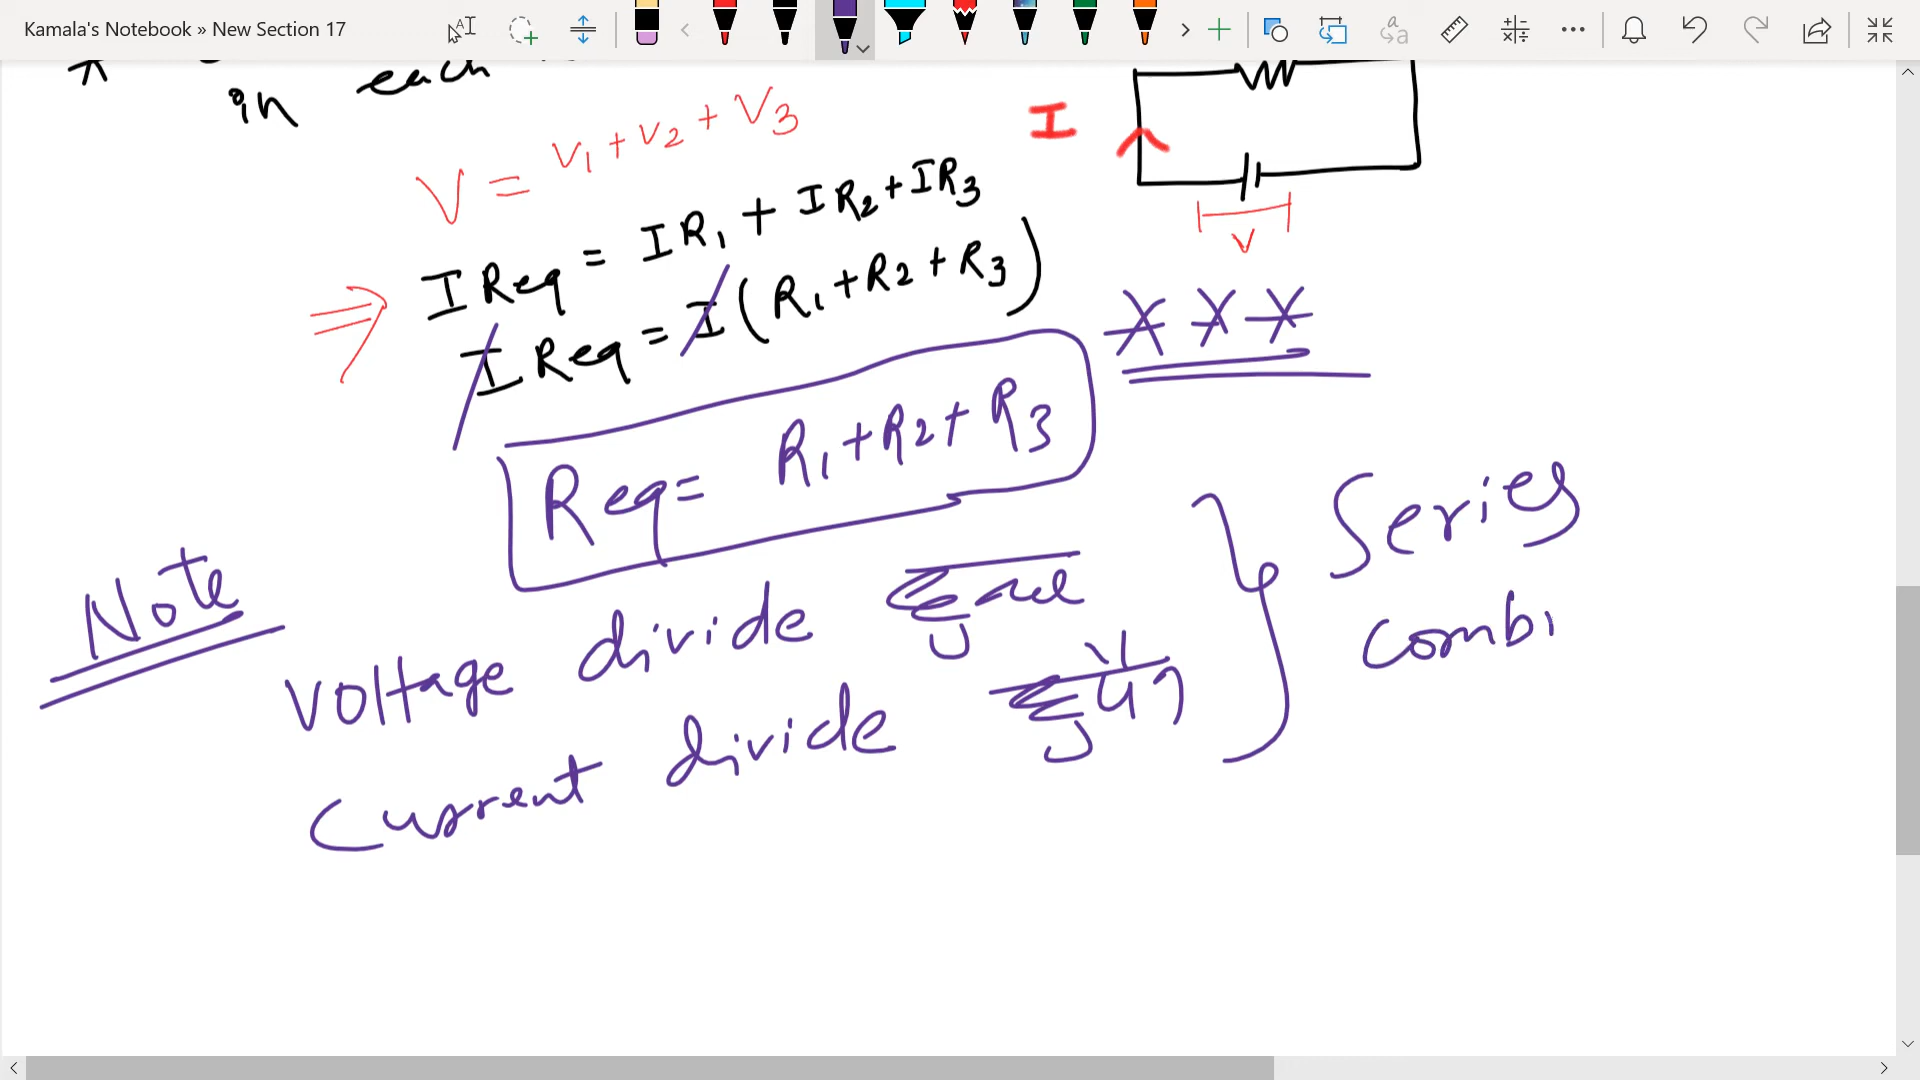 Kamala's Notebook » New Section 17
in each
V = V1 + V2 + V3
I
V
I Req = IR1 + IR2 + IR3
I Req = I (R1 + R2 + R3)
Req = R1 + R2 + R3
Note
Voltage divide
Current divide
Series
combi